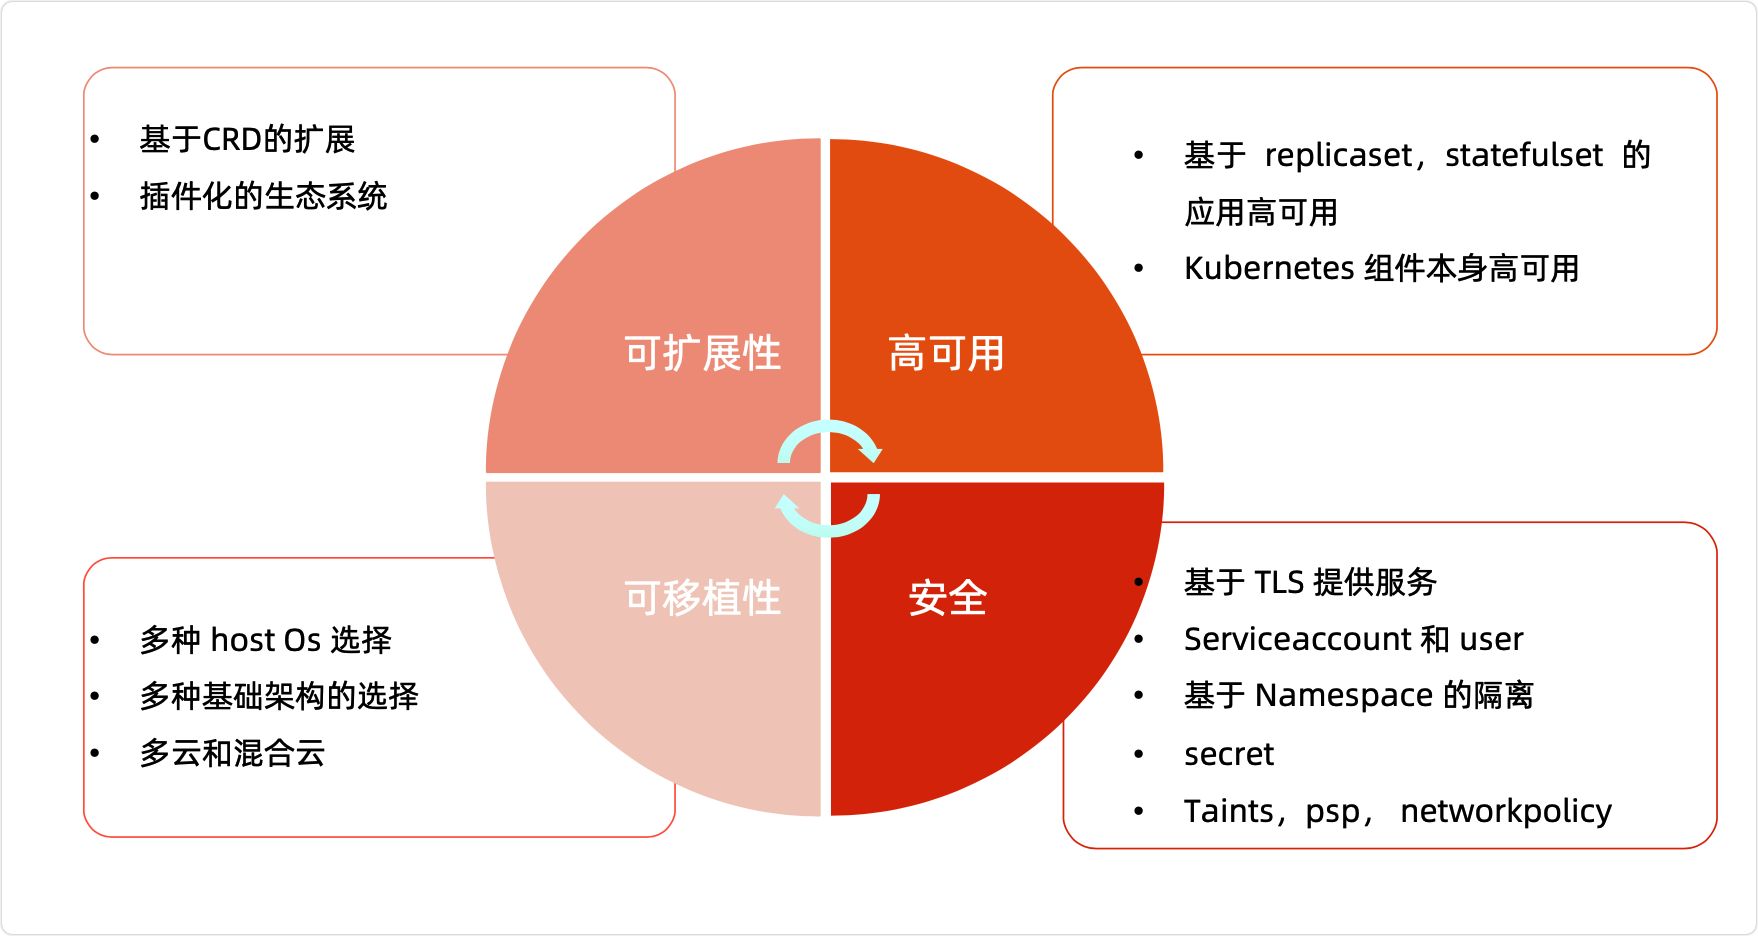 • 基于CRD的扩展
• 插件化的生态系统
• 基于 replicaset，statefulset 的
应用高可用
• Kubernetes 组件本身高可用
可扩展性
高可用
可移植性
安全
• 多种 host Os 选择
• 多种基础架构的选择
• 多云和混合云
• 基于 TLS 提供服务
• Serviceaccount 和 user
• 基于 Namespace 的隔离
• secret
• Taints，psp， networkpolicy